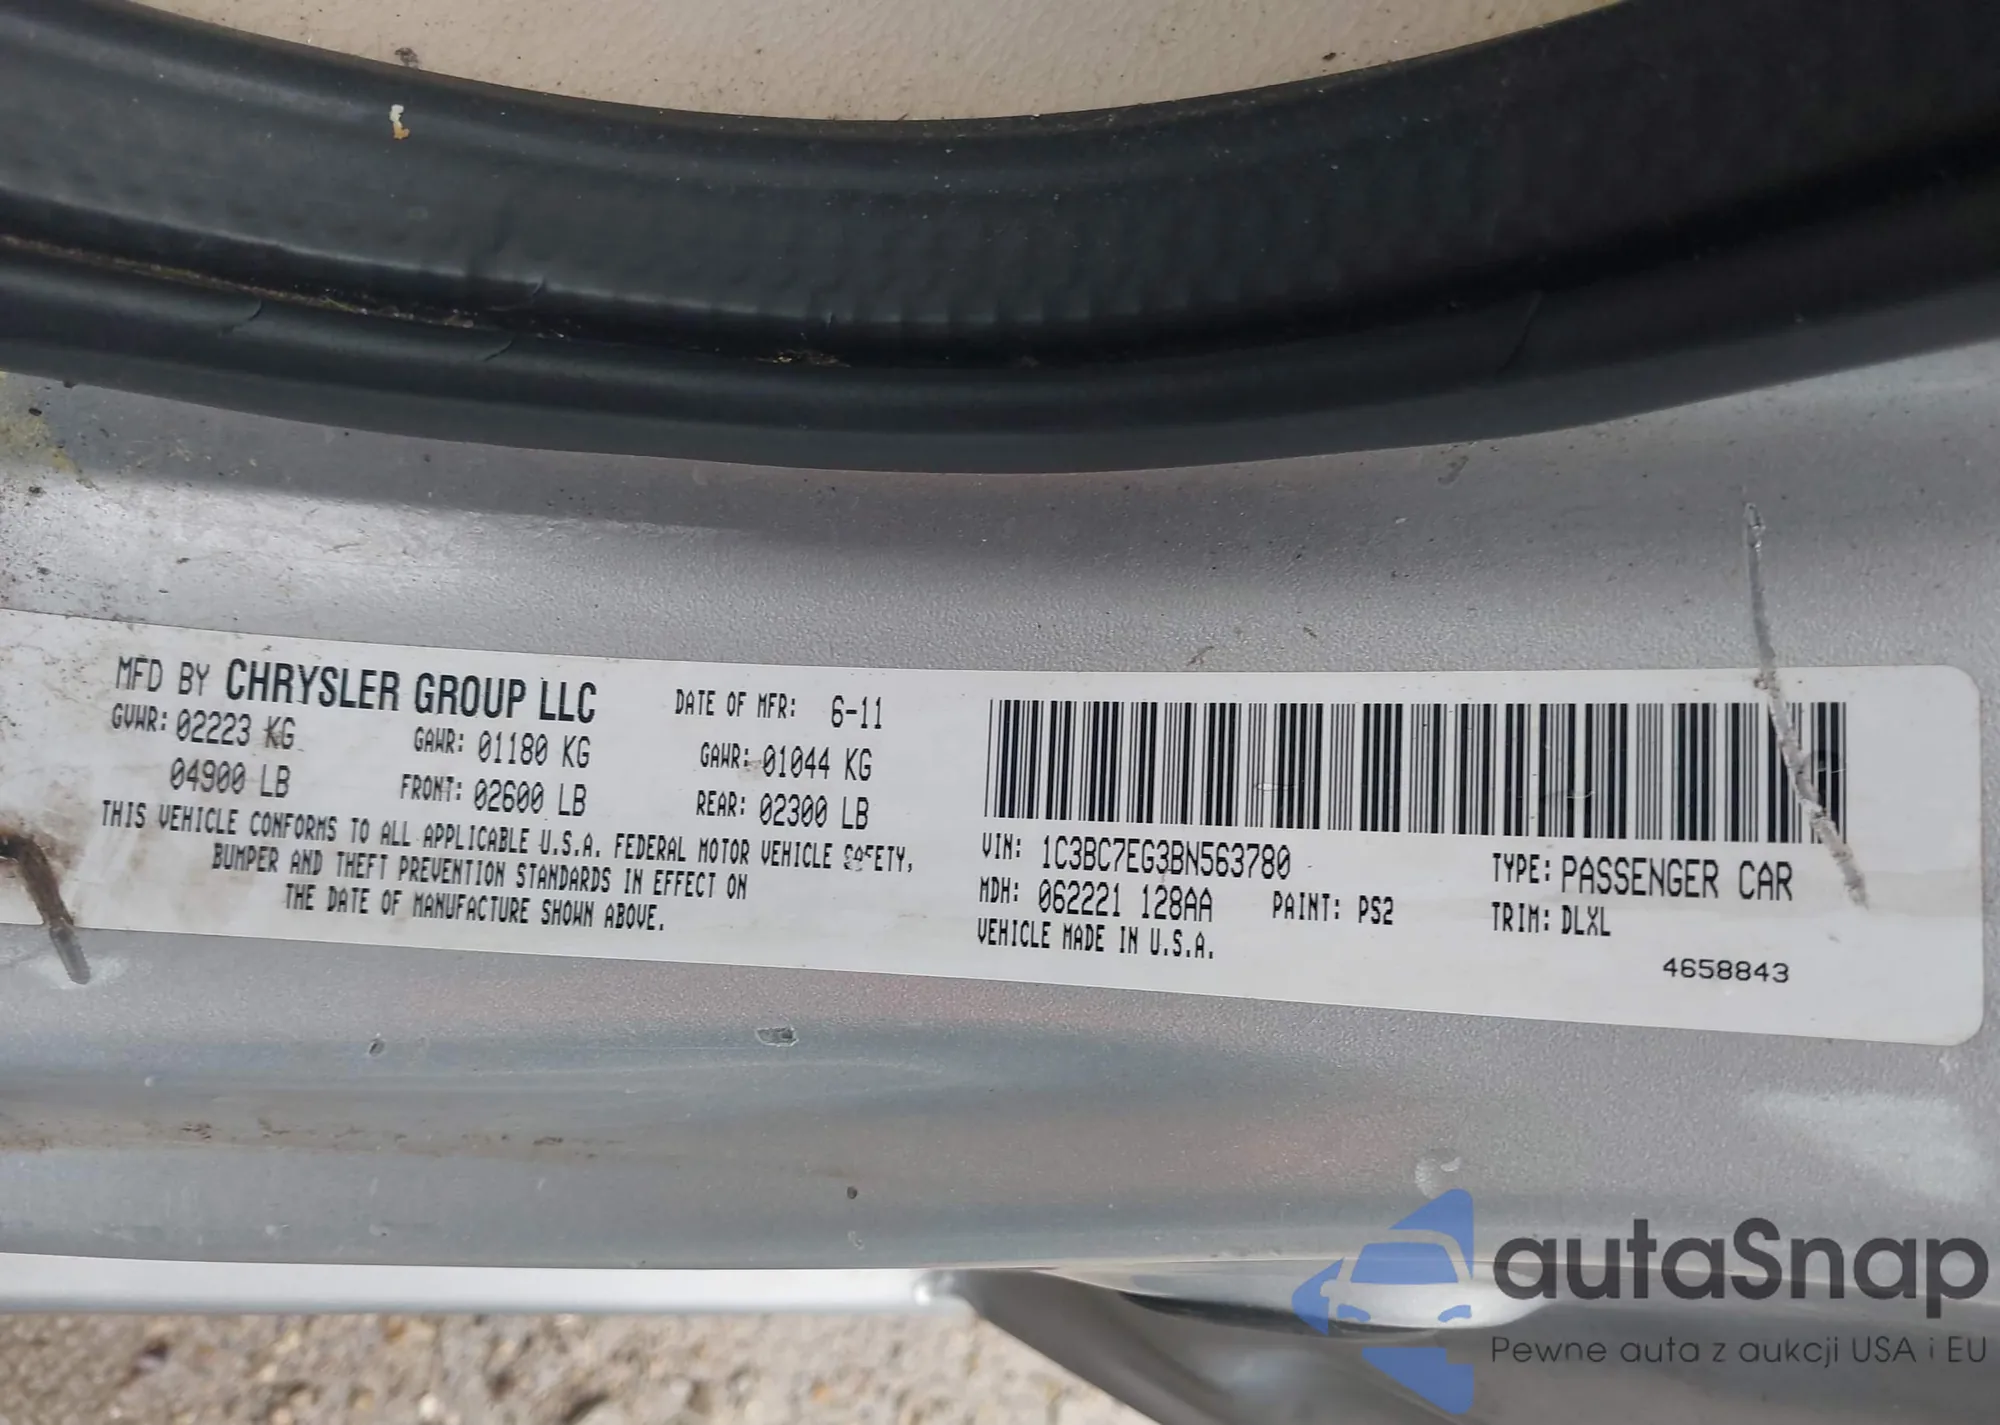 MFD BY CHRYSLER GROUP LLC DATE OF MFR: 6-11
GVWR: 02223 KG GAWR: 01180 KG GAWR: 01044 KG
04900 LB FRONT: 02600 LB REAR: 02300 LB
THIS VEHICLE CONFORMS TO ALL APPLICABLE U.S.A. FEDERAL MOTOR VEHICLE SAFETY,
BUMPER AND THEFT PREVENTION STANDARDS IN EFFECT ON
THE DATE OF MANUFACTURE SHOWN ABOVE.
VIN: 1C3BC7EG3BN563780 TYPE: PASSENGER CAR
MDH: 062221 128AA PAINT: PS2 TRIM: DLXL
VEHICLE MADE IN U.S.A.
4658843
autaSnap
Pewne auta z aukcji USA i EU